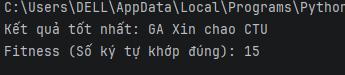 C:\Users\DELL\AppData\Local\Programs\Python
Kết quả tốt nhất: GA Xin chao CTU
Fitness (Số ký tự khớp đúng): 15